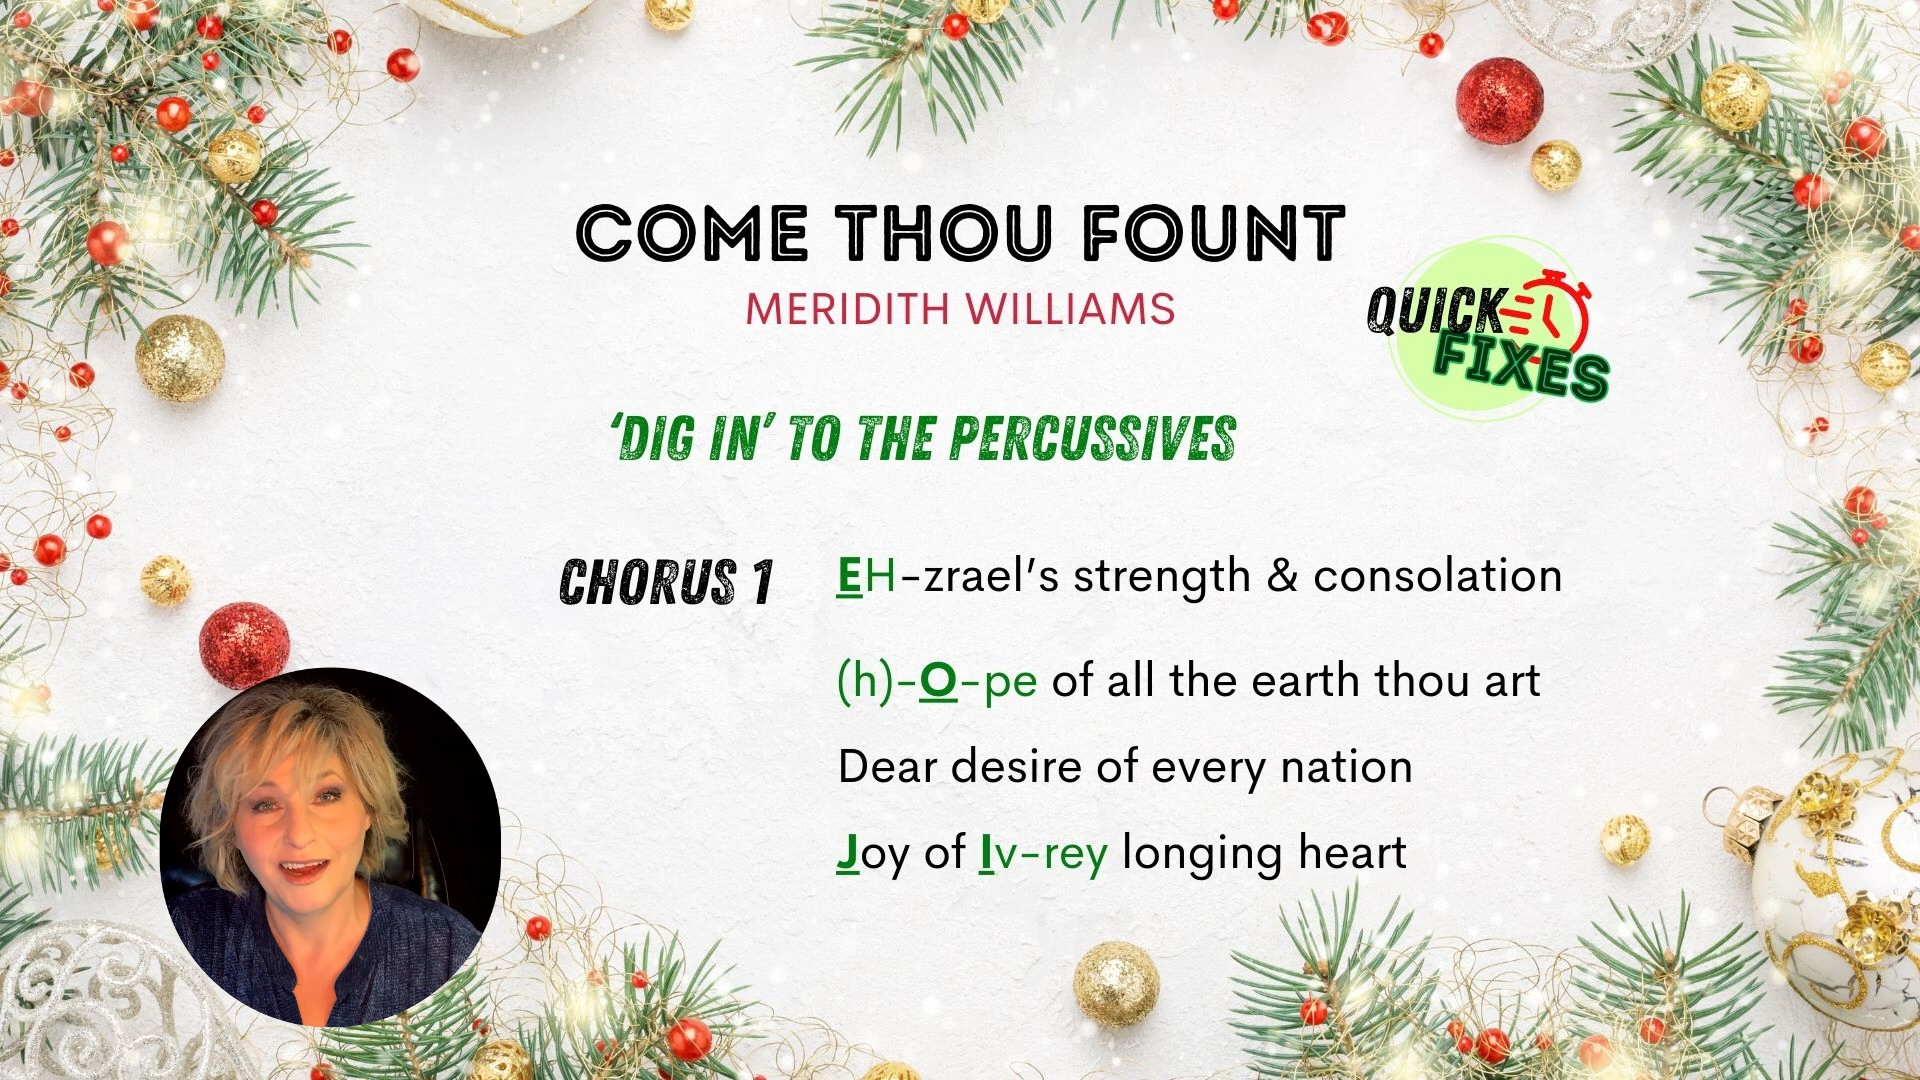 COME THOU FOUNT
MERIDITH WILLIAMS
QUICK
FIXES
‘DIG IN’ TO THE PERCUSSIVES
CHORUS 1
EH-zrael’s strength & consolation
(h)-O-pe of all the earth thou art
Dear desire of every nation
Joy of Iv-rey longing heart